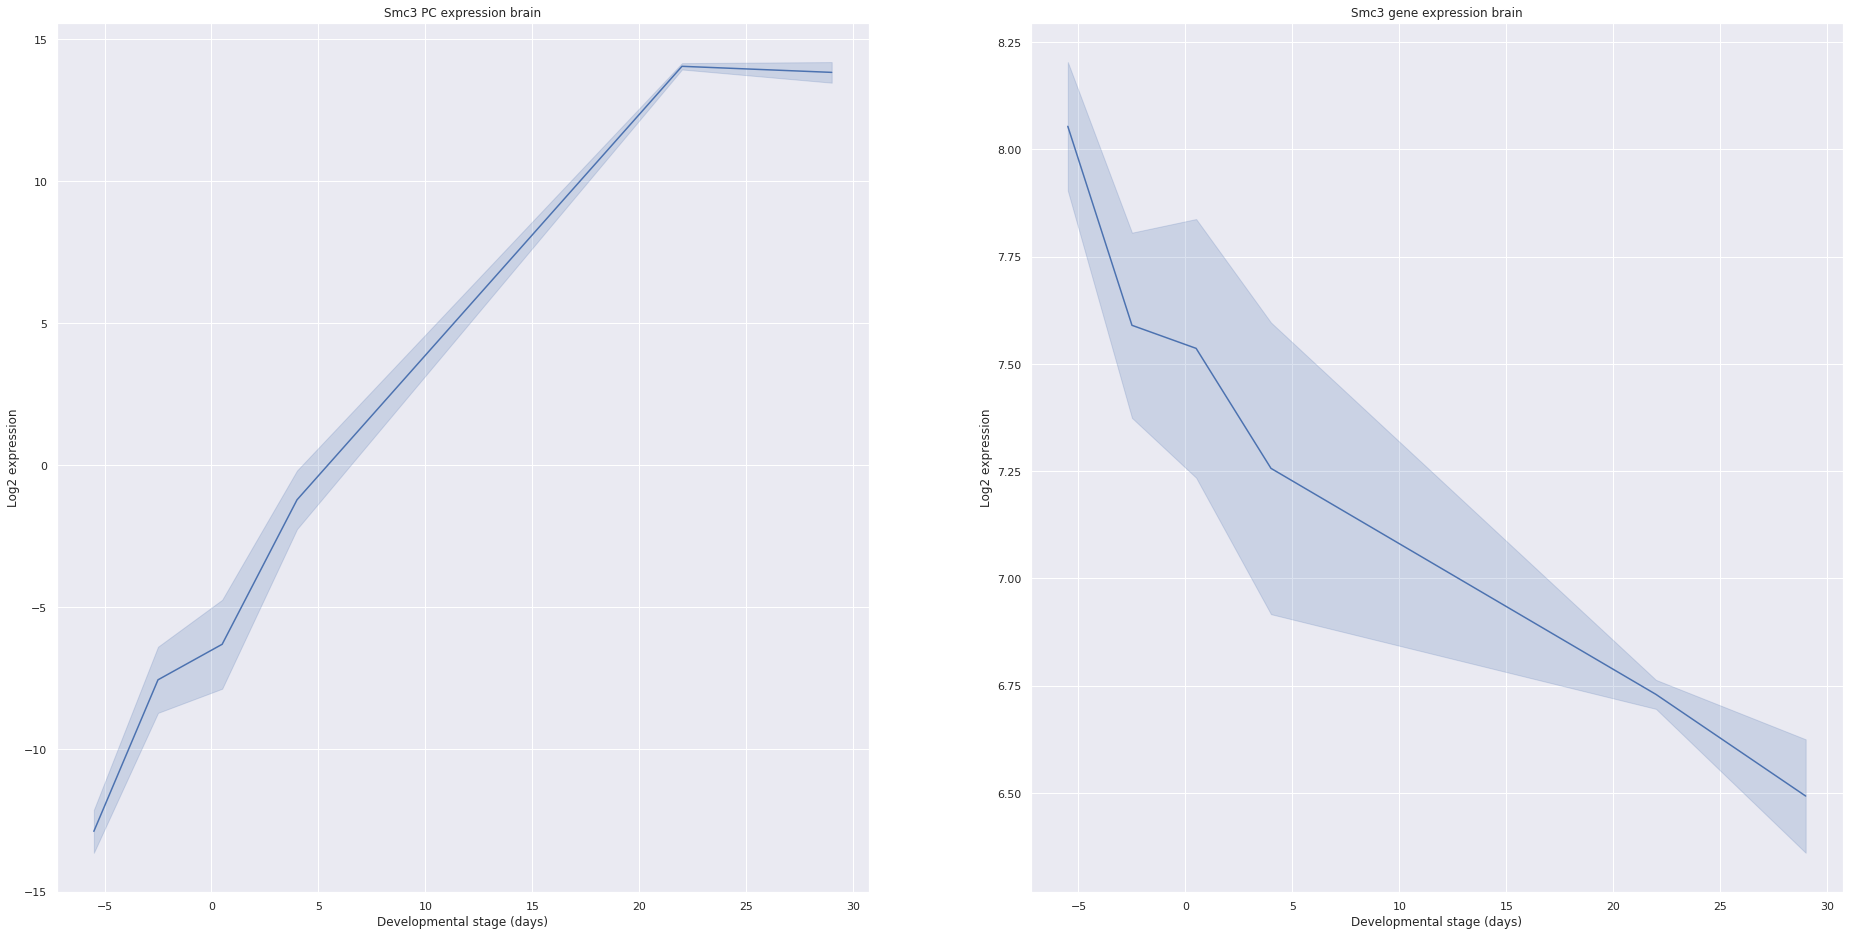 Smc3 PC expression brain
15
10
5
0
−5
−10
−15
Log2 expression
−5 0 5 10 15 20 25 30
Developmental stage (days)
Smc3 gene expression brain
8.25
8.00
7.75
7.50
7.25
7.00
6.75
6.50
Log2 expression
−5 0 5 10 15 20 25 30
Developmental stage (days)